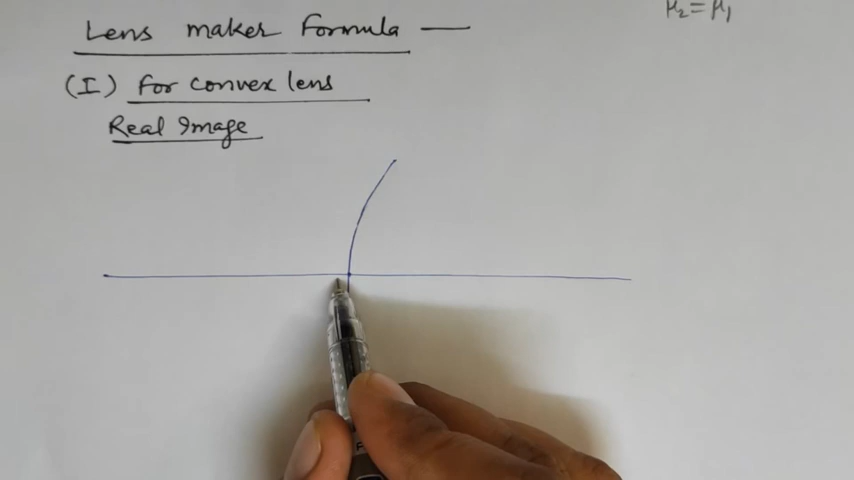 Lens maker Formula —
μ₂ = μ₁
(I) For convex lens
Real Image